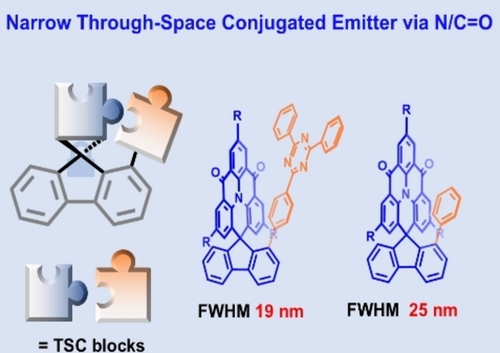 Narrow Through-Space Conjugated Emitter via N/C=O
R
N
N
N
O
O
N
R
R
R
O
O
N
R
R
FWHM 19 nm
FWHM 25 nm
= TSC blocks